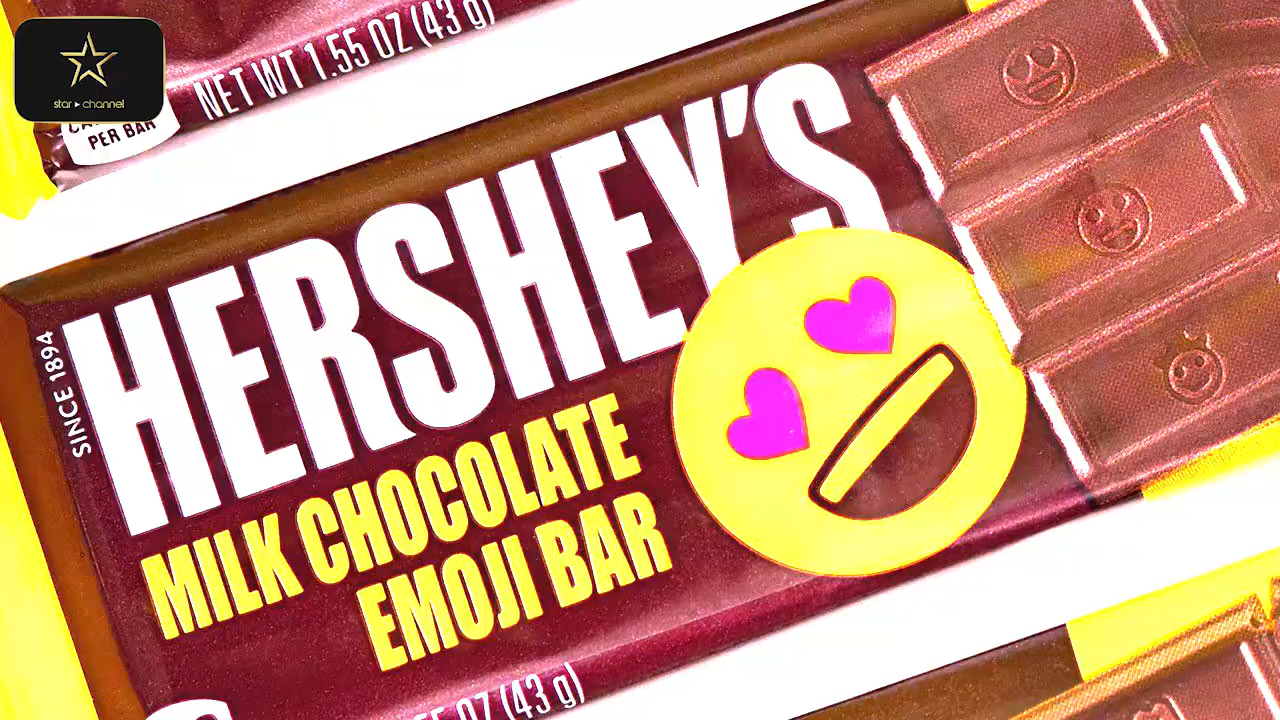 star ▸ channel
NET WT 1.55 OZ (43 g)
PER BAR
HERSHEY'S
SINCE 1894
MILK CHOCOLATE
EMOJI BAR
OZ (43 g)